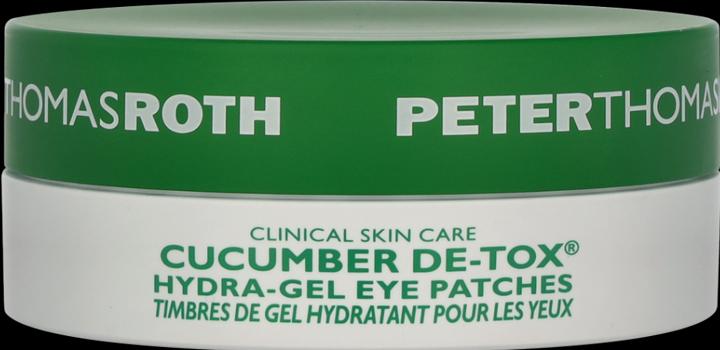 THOMASROTH PETERTHOMAS
CLINICAL SKIN CARE
CUCUMBER DE-TOX®
HYDRA-GEL EYE PATCHES
TIMBRES DE GEL HYDRATANT POUR LES YEUX